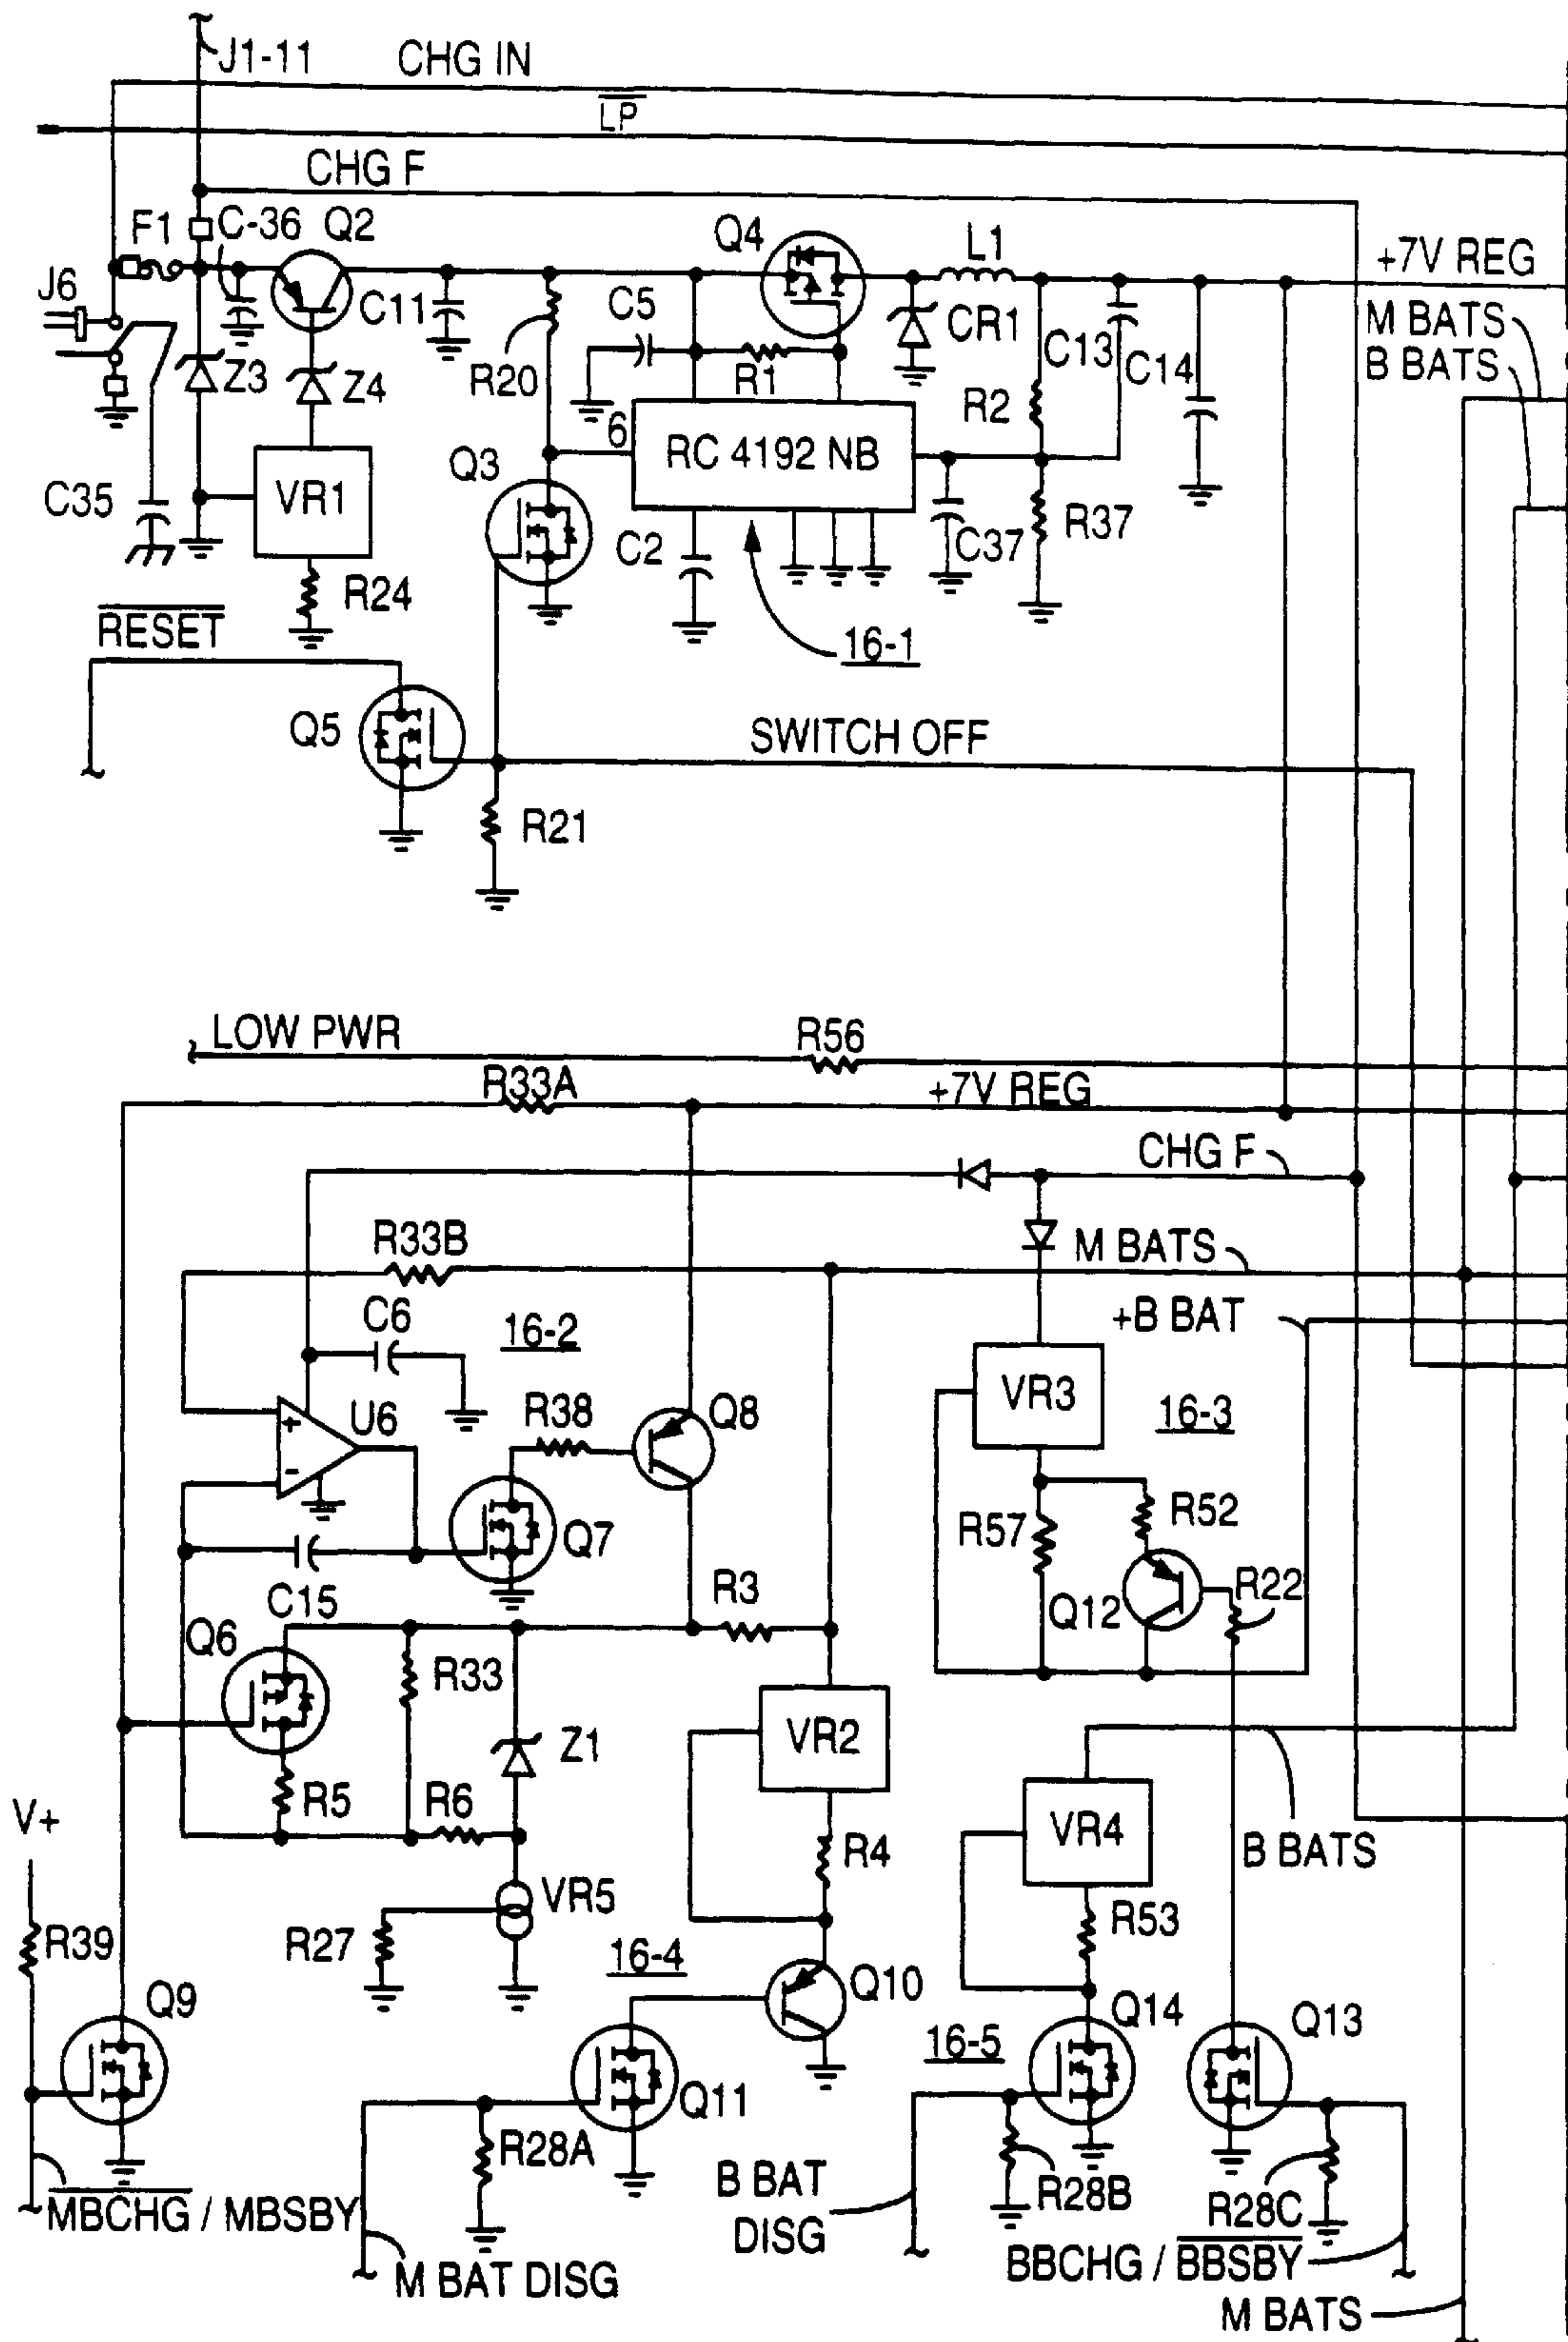 J1-11
CHG IN
LP
CHG F
F1
C-36
Q2
Q4
L1
+7V REG
J6
C11
C5
CR1
C13
C14
M BATS
B BATS
Z3
Z4
R20
R1
R2
6
RC 4192 NB
Q3
C35
VR1
C2
C37
R37
R24
RESET
16-1
Q5
SWITCH OFF
R21
LOW PWR
R56
R33A
+7V REG
CHG F
R33B
M BATS
C6
16-2
+B BAT
+
U6
-
R38
Q8
VR3
16-3
R57
R52
Q7
C15
R3
Q12
R22
Q6
R33
Z1
VR2
R5
R6
V+
R4
VR4
B BATS
VR5
R53
R39
R27
16-4
Q10
Q9
Q14
Q13
16-5
Q11
R28A
B BAT
DISG
R28B
R28C
MBCHG / MBSBY
M BAT DISG
BBCHG / BBSBY
M BATS